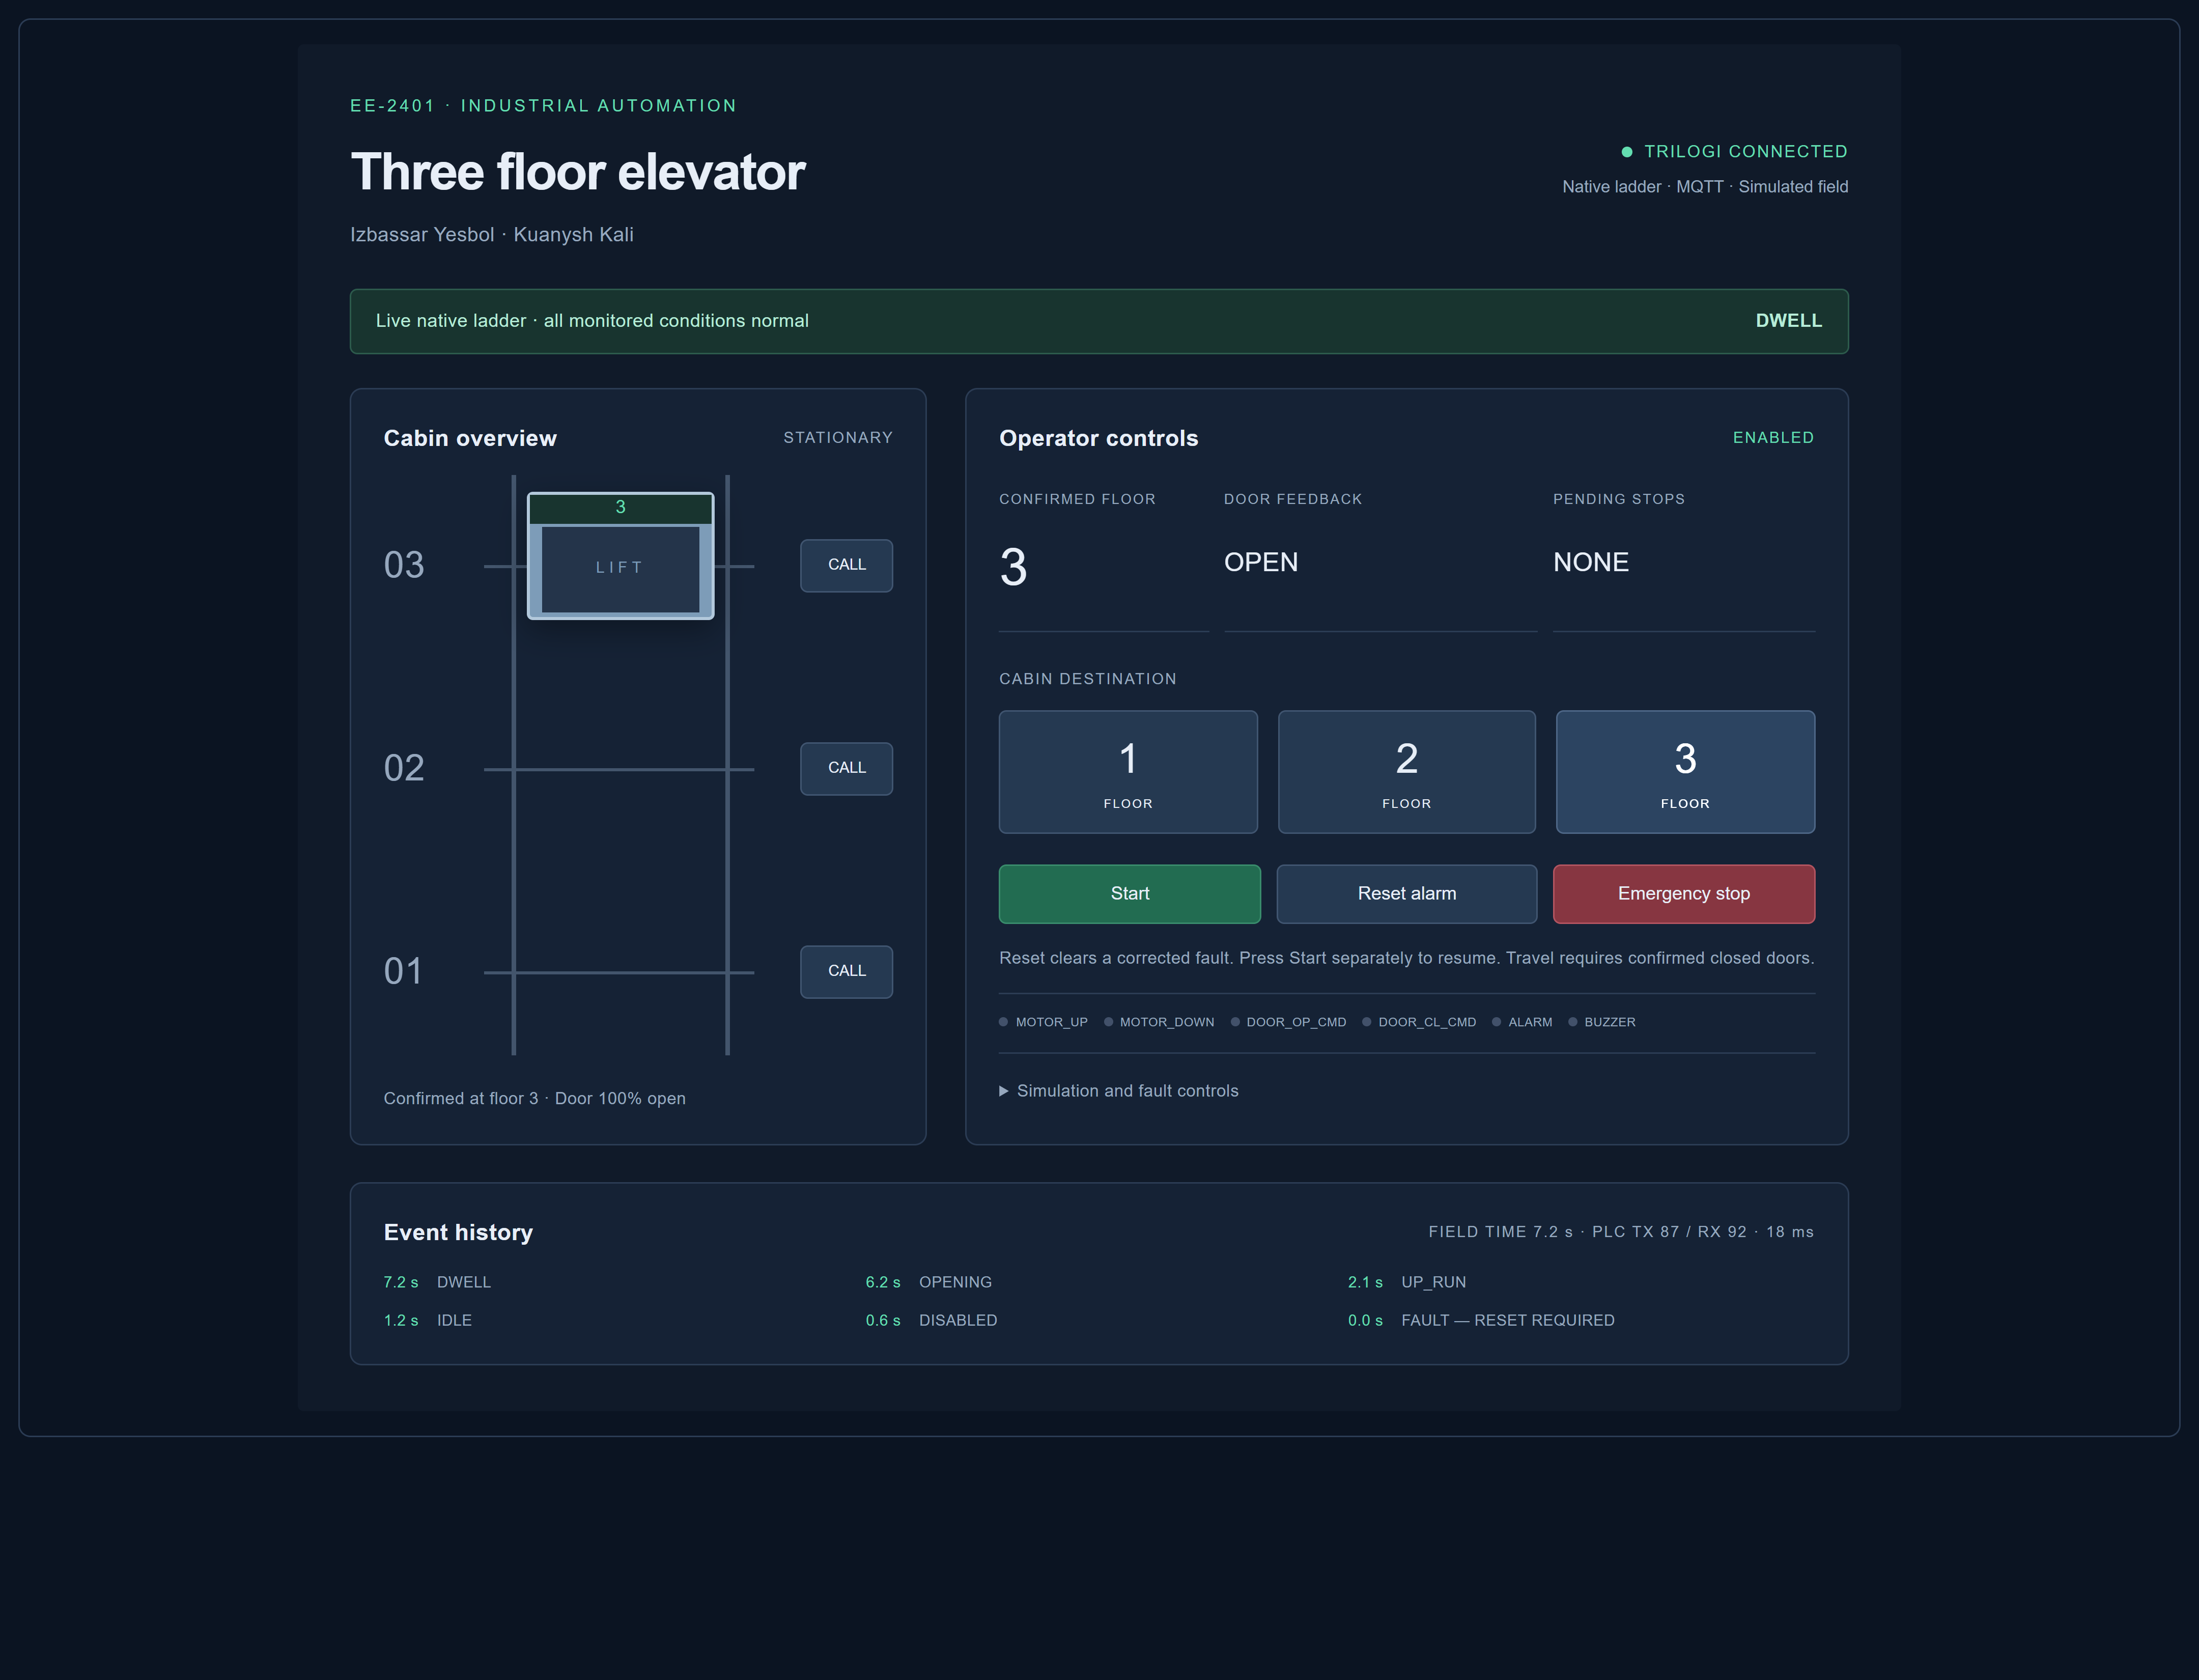 EE-2401 · INDUSTRIAL AUTOMATION
Three floor elevator
Izbassar Yesbol · Kuanysh Kali
TRILOGI CONNECTED
Native ladder · MQTT · Simulated field
Live native ladder · all monitored conditions normal
DWELL
Cabin overview
STATIONARY
3
LIFT
03
CALL
02
CALL
01
CALL
Confirmed at floor 3 · Door 100% open
Operator controls
ENABLED
CONFIRMED FLOOR
3
DOOR FEEDBACK
OPEN
PENDING STOPS
NONE
CABIN DESTINATION
1
FLOOR
2
FLOOR
3
FLOOR
Start
Reset alarm
Emergency stop
Reset clears a corrected fault. Press Start separately to resume. Travel requires confirmed closed doors.
MOTOR_UP MOTOR_DOWN DOOR_OP_CMD DOOR_CL_CMD ALARM BUZZER
Simulation and fault controls
Event history
FIELD TIME 7.2 s · PLC TX 87 / RX 92 · 18 ms
7.2 s DWELL
6.2 s OPENING
2.1 s UP_RUN
1.2 s IDLE
0.6 s DISABLED
0.0 s FAULT — RESET REQUIRED